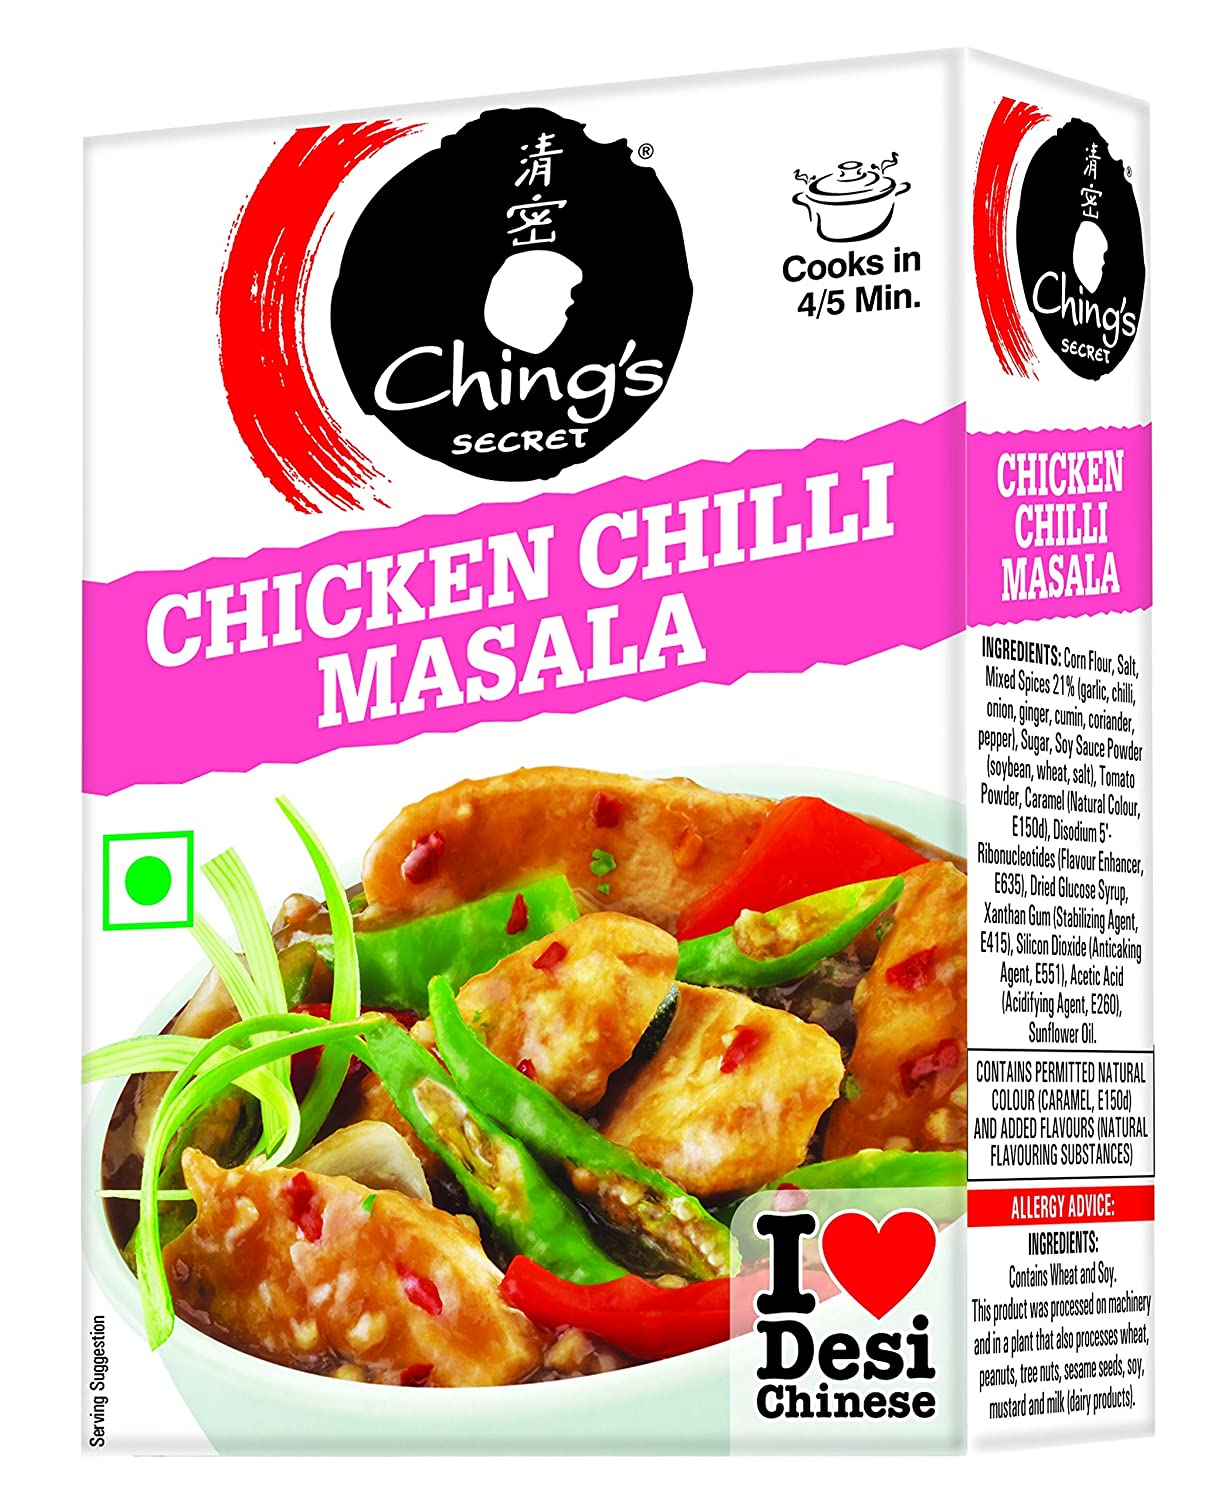 清
密
®
Ching's
SECRET
Cooks in
4/5 Min.
CHICKEN CHILLI
MASALA
I ♥
Desi
Chinese
Serving Suggestion
清
密
®
Ching's
SECRET
CHICKEN
CHILLI
MASALA
INGREDIENTS: Corn Flour, Salt,
Mixed Spices 21% (garlic, chilli,
onion, ginger, cumin, coriander,
pepper), Sugar, Soy Sauce Powder
(soybean, wheat, salt), Tomato
Powder, Caramel (Natural Colour,
E150d), Disodium 5'-
Ribonucleotides (Flavour Enhancer,
E635), Dried Glucose Syrup,
Xanthan Gum (Stabilizing Agent,
E415), Silicon Dioxide (Anticaking
Agent, E551), Acetic Acid
(Acidifying Agent, E260),
Sunflower Oil.
CONTAINS PERMITTED NATURAL
COLOUR (CARAMEL, E150d)
AND ADDED FLAVOURS (NATURAL
FLAVOURING SUBSTANCES)
ALLERGY ADVICE:
INGREDIENTS:
Contains Wheat and Soy.
This product was processed on machinery
and in a plant that also processes wheat,
peanuts, tree nuts, sesame seeds, soy,
mustard and milk (dairy products).